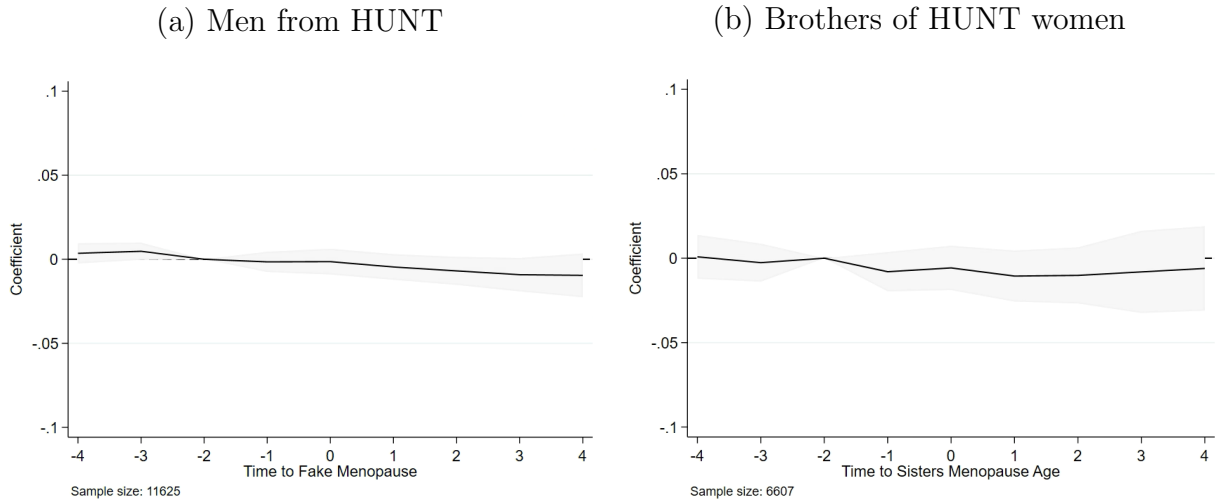 (a) Men from HUNT
.1
.05
0
-.05
-.1
Coefficient
-4 -3 -2 -1 0 1 2 3 4
Time to Fake Menopause
Sample size: 11625
(b) Brothers of HUNT women
.1
.05
0
-.05
-.1
Coefficient
-4 -3 -2 -1 0 1 2 3 4
Time to Sisters Menopause Age
Sample size: 6607